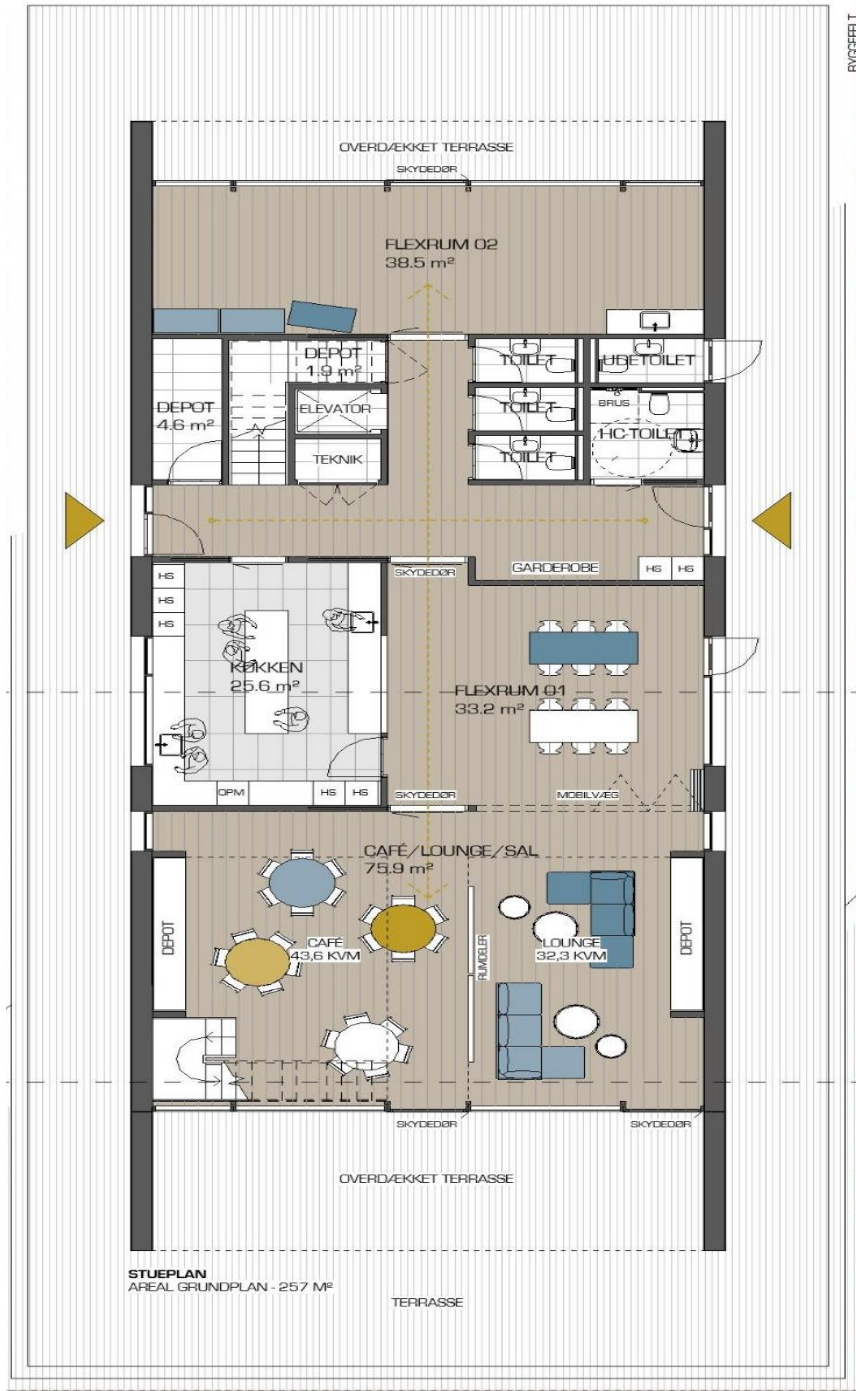 BYGGEFELT
OVERDÆKKET TERRASSE
SKYDEDØR
FLEXRUM 02
38.5 m²
DEPOT
1.9 m²
TOILET
UDETOILET
DEPOT
4.6 m²
ELEVATOR
TOILET
BRUS
HC-TOILET
TEKNIK
TOILET
SKYDEDØR
GARDEROBE
HS
HS
HS
HS
HS
KØKKEN
25.6 m²
FLEXRUM 01
33.2 m²
OPM
HS
HS
SKYDEDØR
MOBILVÆG
CAFÉ/LOUNGE/SAL
75.9 m²
DEPOT
CAFÉ
43,6 KVM
RUMDELER
LOUNGE
32,3 KVM
DEPOT
SKYDEDØR
SKYDEDØR
OVERDÆKKET TERRASSE
STUEPLAN
AREAL GRUNDPLAN - 257 M²
TERRASSE